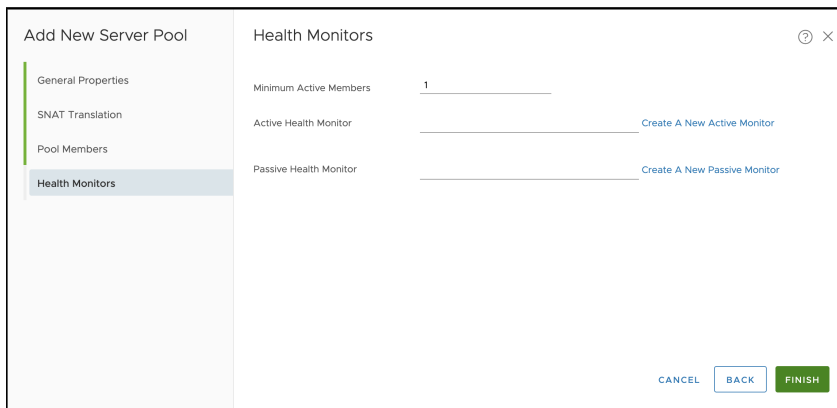 Add New Server Pool
General Properties
SNAT Translation
Pool Members
Health Monitors
Health Monitors
Minimum Active Members 1
Active Health Monitor Create A New Active Monitor
Passive Health Monitor Create A New Passive Monitor
CANCEL BACK FINISH